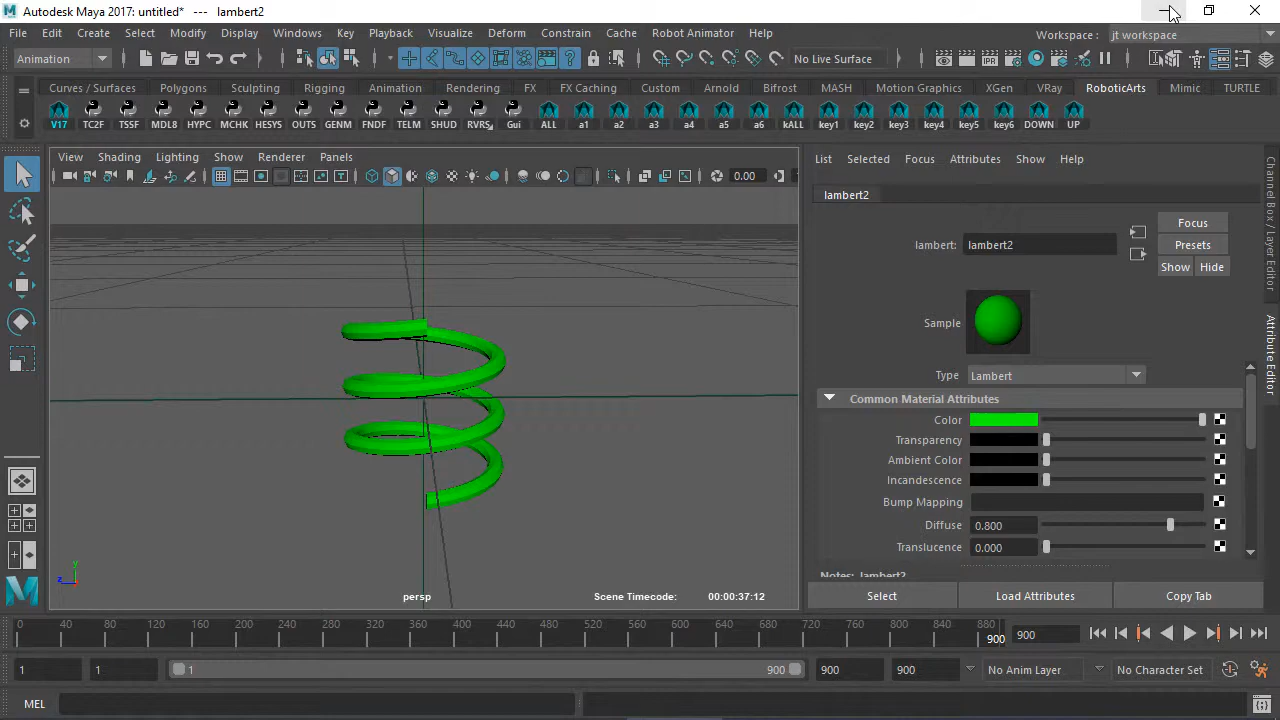 Autodesk Maya 2017: untitled*   ---   lambert2
File Edit Create Select Modify Display Windows Key Playback Visualize Deform Constrain Cache Robot Animator Help
Workspace : jt workspace
Animation No Live Surface
Curves / Surfaces Polygons Sculpting Rigging Animation Rendering FX FX Caching Custom Arnold Bifrost MASH Motion Graphics XGen VRay RoboticArts Mimic TURTLE
V17 TC2F TSSF MDL8 HYPC MCHK HESYS OUTS GENM FNDF TELM SHUD RVRS Gui ALL a1 a2 a3 a4 a5 a6 kALL key1 key2 key3 key4 key5 key6 DOWN UP
View Shading Lighting Show Renderer Panels
0.00
persp
Scene Timecode: 00:00:37:12
y
z
List Selected Focus Attributes Show Help
lambert2
lambert: lambert2
Focus
Presets
Show Hide
Sample
Type Lambert
Common Material Attributes
Color
Transparency
Ambient Color
Incandescence
Bump Mapping
Diffuse 0.800
Translucence 0.000
Notes: lambert2
Select Load Attributes Copy Tab
Channel Box / Layer Editor
Attribute Editor
0 40 80 120 160 200 240 280 320 360 400 440 480 520 560 600 640 680 720 760 800 840 880
900
900
1 1 1 900 900 900 No Anim Layer No Character Set
MEL